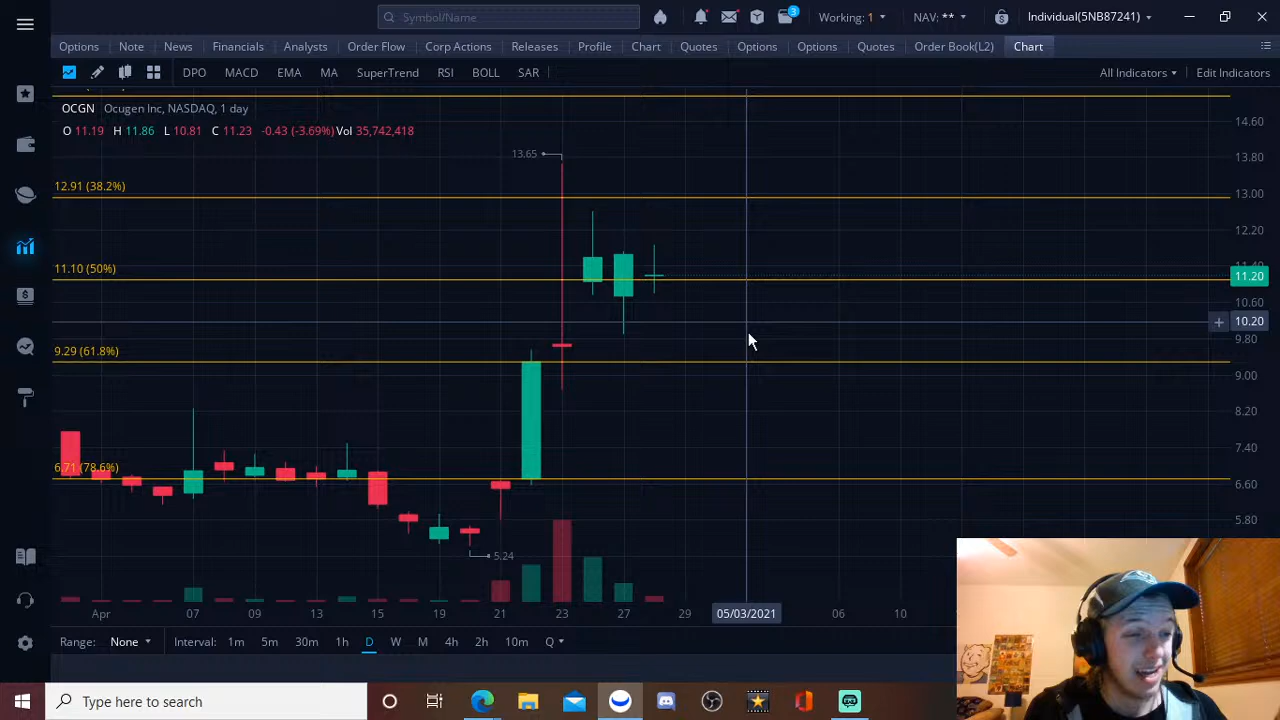 Symbol/Name
3
Working: 1
NAV: **
Individual(5NB87241)
Options Note News Financials Analysts Order Flow Corp Actions Releases Profile Chart Quotes Options Options Quotes Order Book(L2) Chart
DPO MACD EMA MA SuperTrend RSI BOLL SAR All Indicators Edit Indicators
OCGN Ocugen Inc, NASDAQ, 1 day
O 11.19 H 11.86 L 10.81 C 11.23 -0.43 (-3.69%) Vol 35,742,418
14.60
13.65
13.80
12.91 (38.2%)
13.00
12.20
11.10 (50%)
11.40
11.20
10.60
10.20
9.80
9.29 (61.8%)
9.00
8.20
7.40
6.71 (78.6%)
6.60
5.80
5.24
Apr 07 09 13 15 19 21 23 27 29 05/03/2021 06 10
Range: None Interval: 1m 5m 30m 1h D W M 4h 2h 10m Q
Type here to search